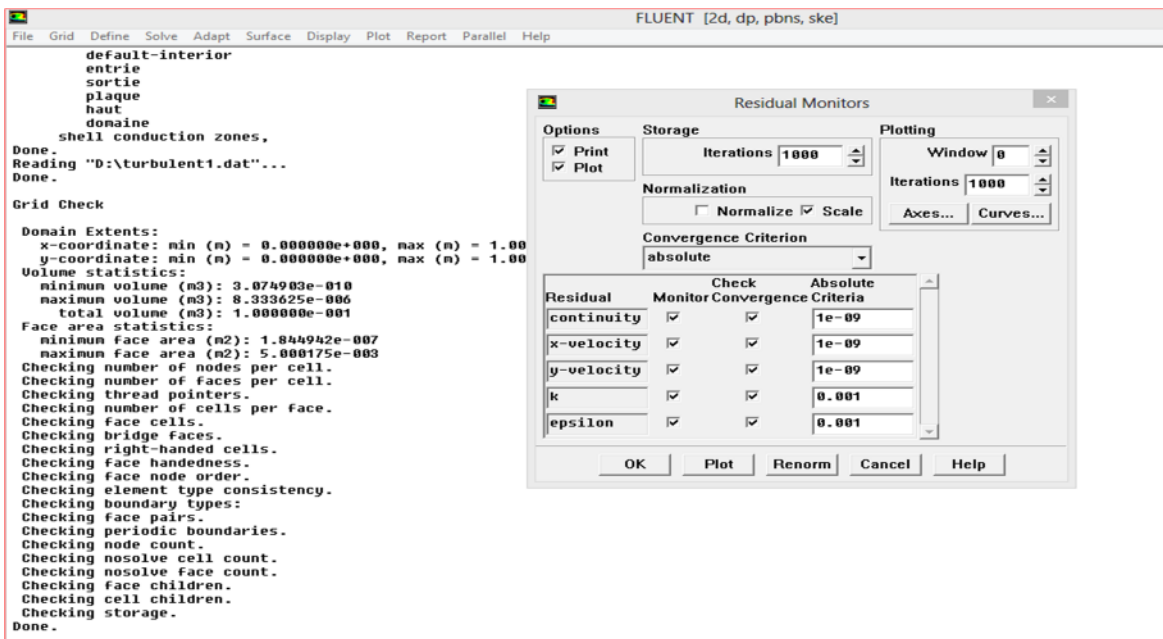 FLUENT [2d, dp, pbns, ske]
File Grid Define Solve Adapt Surface Display Plot Report Parallel Help
default-interior
entrie
sortie
plaque
haut
domaine
shell conduction zones,
Done.
Reading "D:\turbulent1.dat"...
Done.
Grid Check
Domain Extents:
x-coordinate: min (m) = 0.000000e+000, max (m) = 1.00
y-coordinate: min (m) = 0.000000e+000, max (m) = 1.00
Volume statistics:
minimum volume (m3): 3.074903e-010
maximum volume (m3): 8.333625e-006
total volume (m3): 1.000000e-001
Face area statistics:
minimum face area (m2): 1.844942e-007
maximum face area (m2): 5.000175e-003
Checking number of nodes per cell.
Checking number of faces per cell.
Checking thread pointers.
Checking number of cells per face.
Checking face cells.
Checking bridge faces.
Checking right-handed cells.
Checking face handedness.
Checking face node order.
Checking element type consistency.
Checking boundary types:
Checking face pairs.
Checking periodic boundaries.
Checking node count.
Checking nosolve cell count.
Checking nosolve face count.
Checking face children.
Checking cell children.
Checking storage.
Done.
Residual Monitors
Options Storage Plotting
Print Iterations 1000 Window 0
Plot
Iterations 1000
Normalization
Normalize Scale Axes... Curves...
Convergence Criterion
absolute
Check Absolute
Residual Monitor Convergence Criteria
continuity 1e-09
x-velocity 1e-09
y-velocity 1e-09
k 0.001
epsilon 0.001
OK Plot Renorm Cancel Help